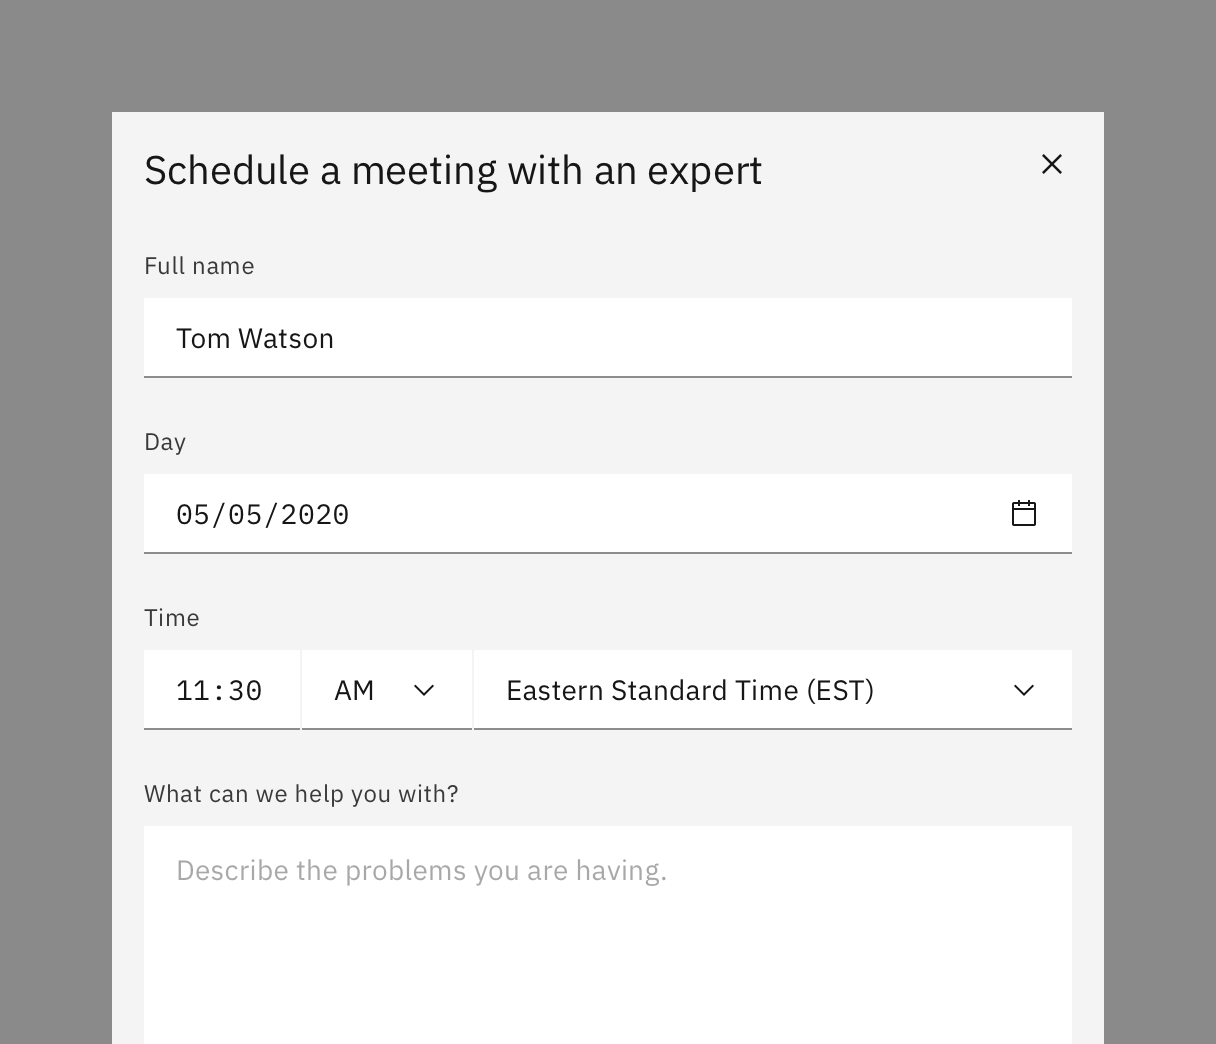 Schedule a meeting with an expert
Full name
Tom Watson
Day
05/05/2020
Time
11:30 AM Eastern Standard Time (EST)
What can we help you with?
Describe the problems you are having.